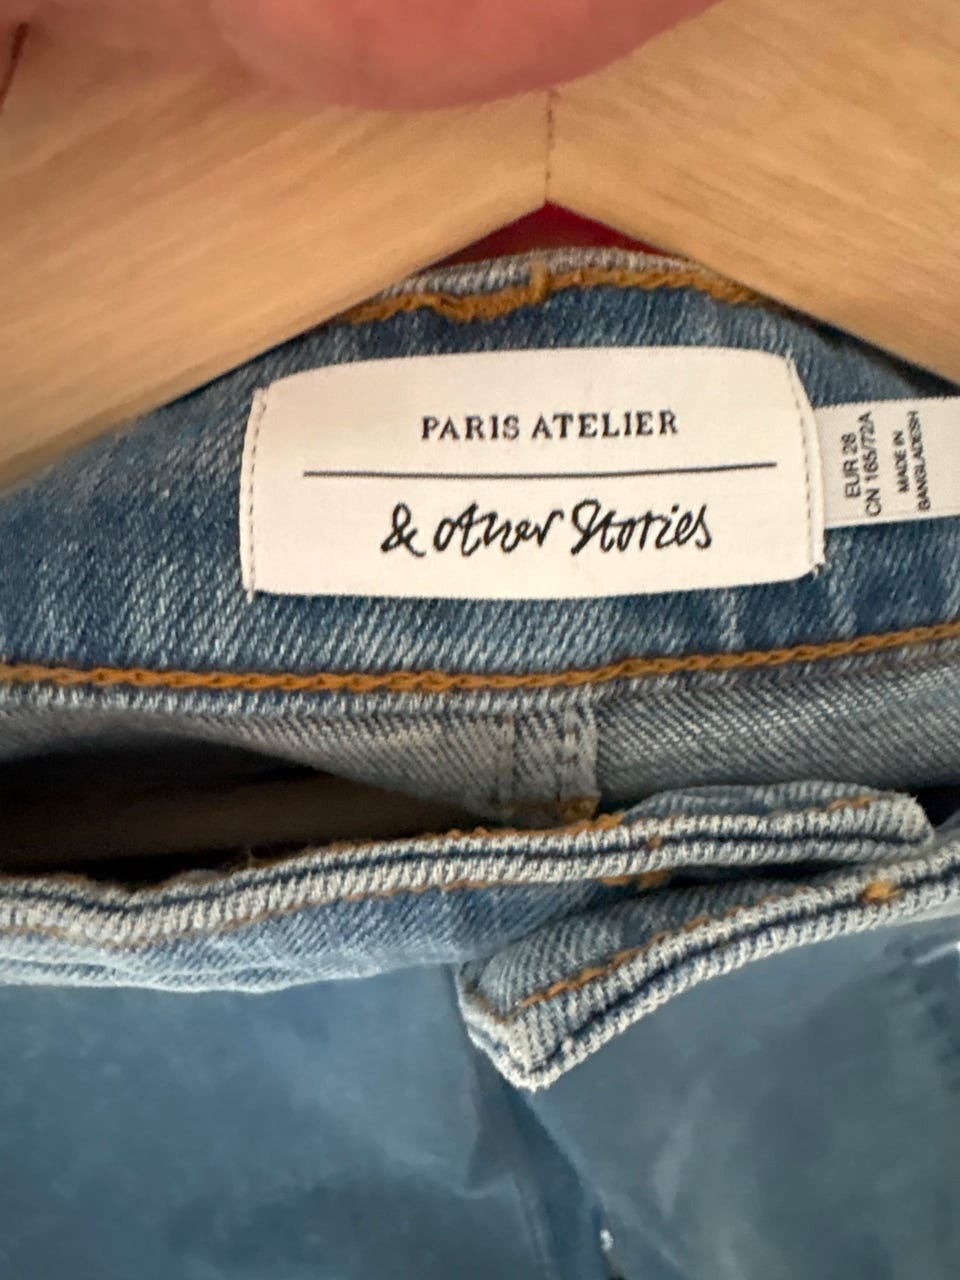 PARIS ATELIER
& other Stories
EUR 28
CN 165/72A
MADE IN
BANGLADESH